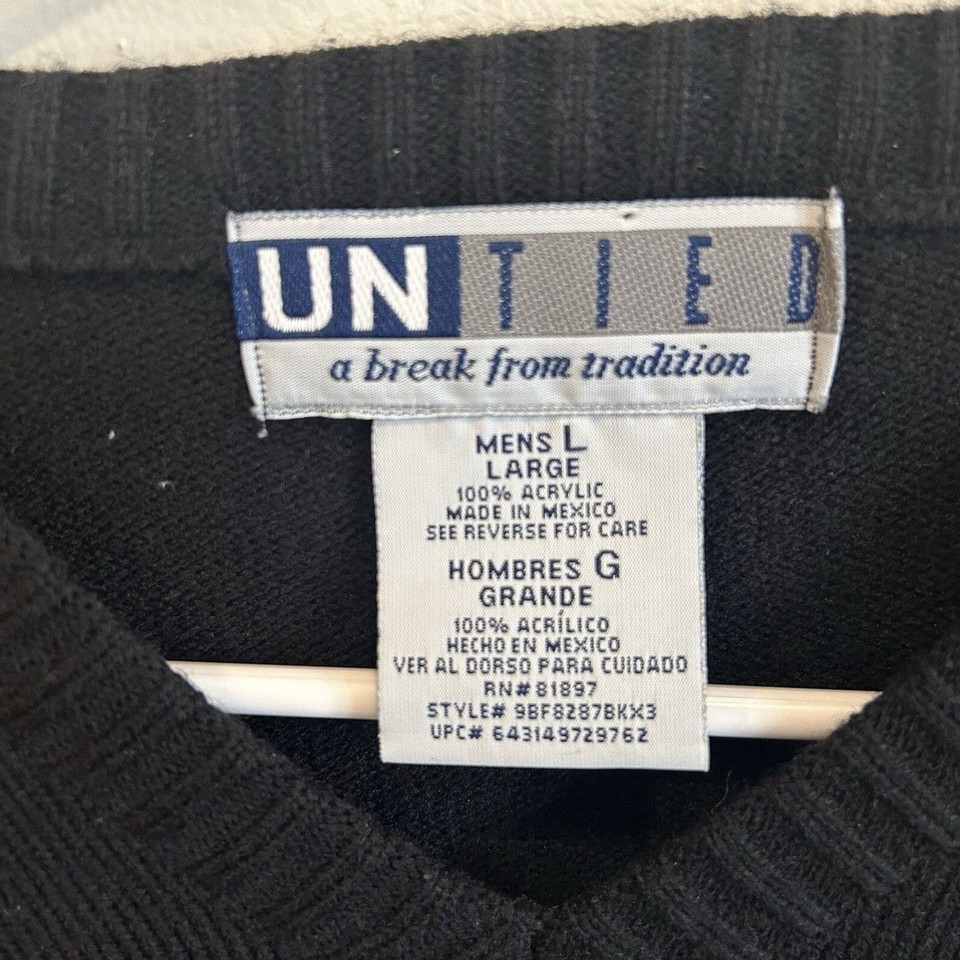 UNTIED
a break from tradition
MENS L
LARGE
100% ACRYLIC
MADE IN MEXICO
SEE REVERSE FOR CARE
HOMBRES G
GRANDE
100% ACRÍLICO
HECHO EN MEXICO
VER AL DORSO PARA CUIDADO
RN# 81897
STYLE# 9BF8287BKX3
UPC# 643149729762